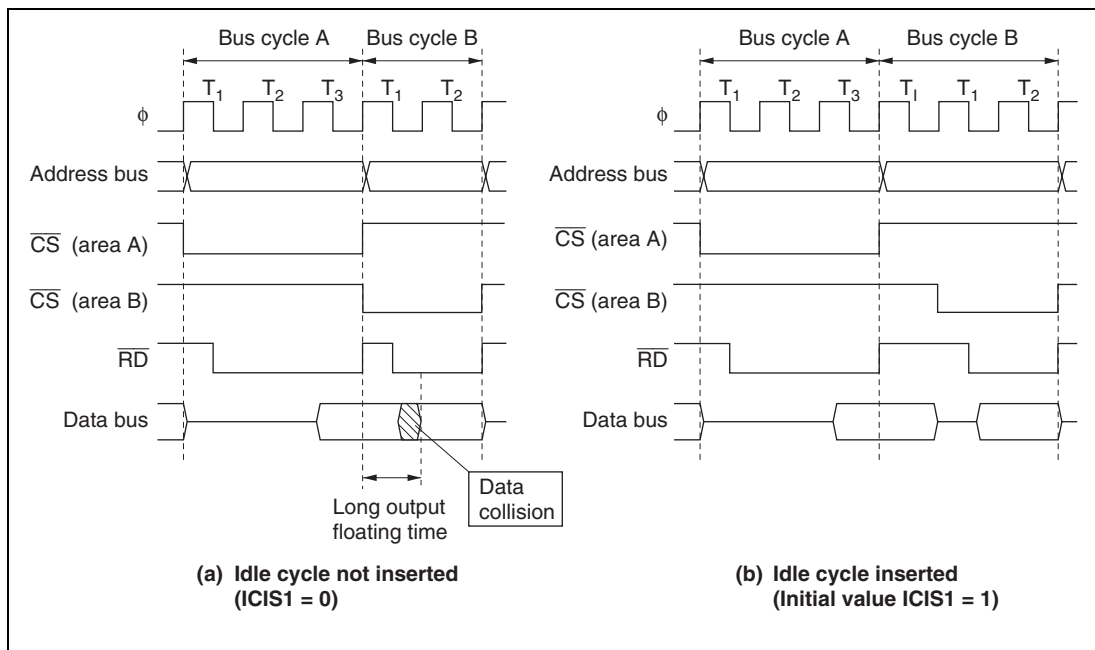 Bus cycle A Bus cycle B
T1 T2 T3 T1 T2
ϕ
Address bus
CS (area A)
CS (area B)
RD
Data bus
Long output
floating time
Data
collision
(a) Idle cycle not inserted
(ICIS1 = 0)
Bus cycle A Bus cycle B
T1 T2 T3 TI T1 T2
ϕ
Address bus
CS (area A)
CS (area B)
RD
Data bus
(b) Idle cycle inserted
(Initial value ICIS1 = 1)